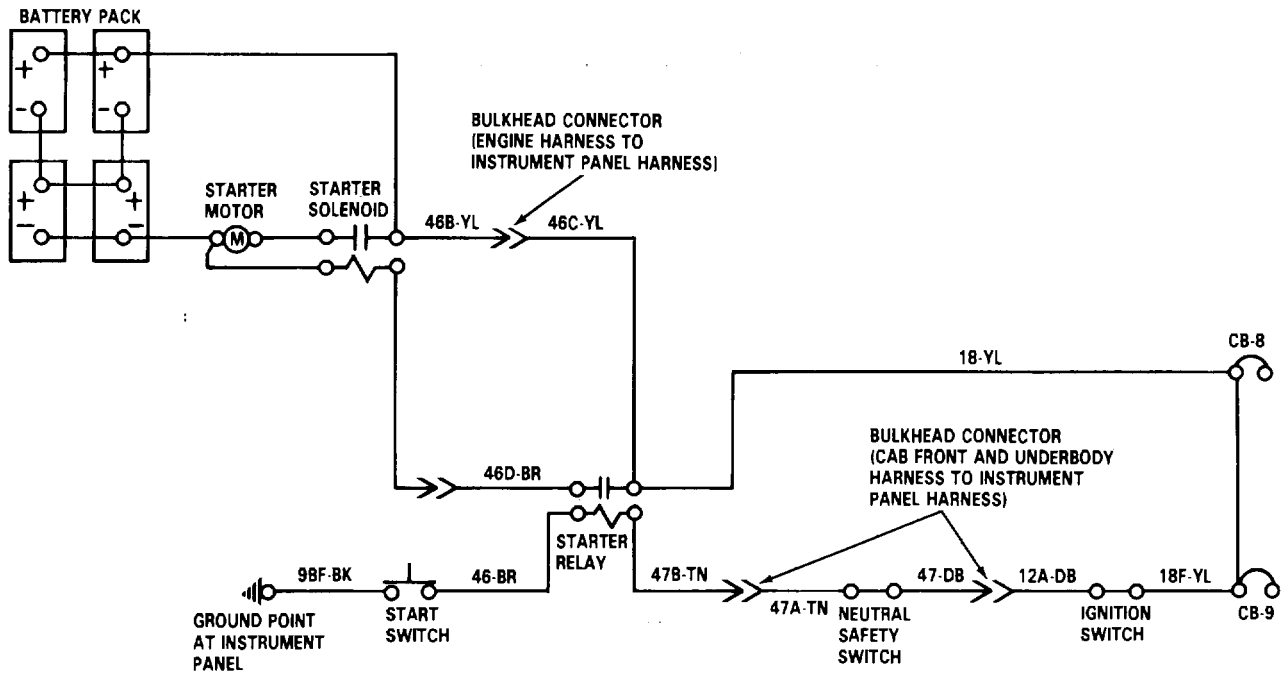 BATTERY PACK
+
+
-
-
+
+
-
-
STARTER
MOTOR
M
STARTER
SOLENOID
BULKHEAD CONNECTOR
(ENGINE HARNESS TO
INSTRUMENT PANEL HARNESS)
46B-YL
46C-YL
18-YL
CB-8
BULKHEAD CONNECTOR
(CAB FRONT AND UNDERBODY
HARNESS TO INSTRUMENT
PANEL HARNESS)
46D-BR
STARTER
RELAY
9BF-BK
46-BR
47B-TN
47A-TN
47-DB
12A-DB
18F-YL
CB-9
GROUND POINT
AT INSTRUMENT
PANEL
START
SWITCH
NEUTRAL
SAFETY
SWITCH
IGNITION
SWITCH